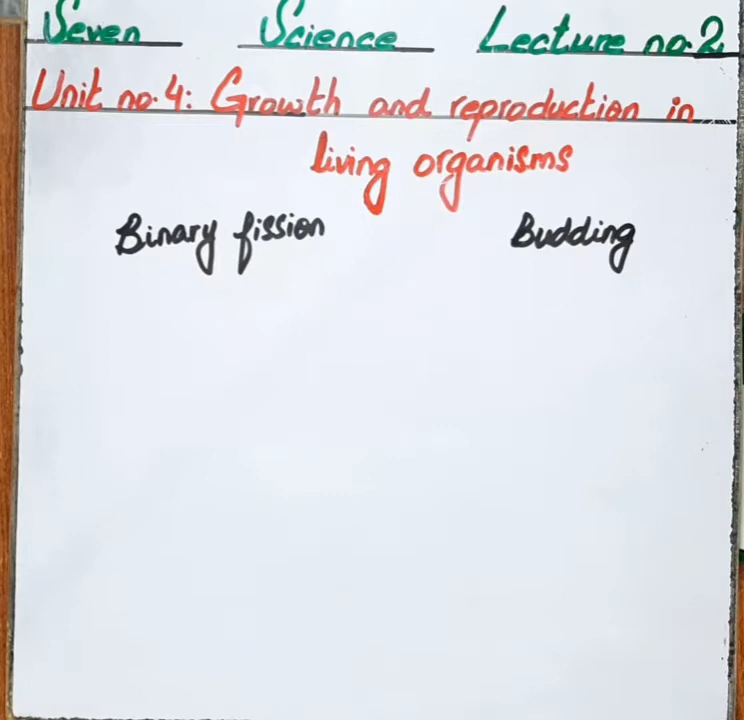 Seven Science Lecture no.2
Unit no.4: Growth and reproduction in
living organisms
Binary fission Budding